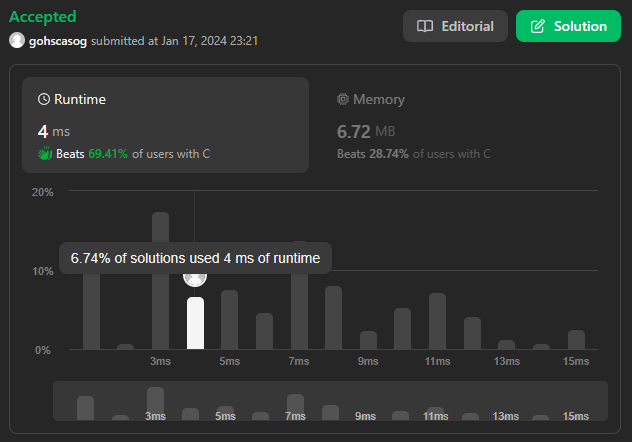 Accepted
Editorial
Solution
gohscasog submitted at Jan 17, 2024 23:21
Runtime
Memory
4 ms
6.72 MB
Beats 69.41% of users with C
Beats 28.74% of users with C
20%
6.74% of solutions used 4 ms of runtime
10%
0%
3ms 5ms 7ms 9ms 11ms 13ms 15ms
3ms 5ms 7ms 9ms 11ms 13ms 15ms